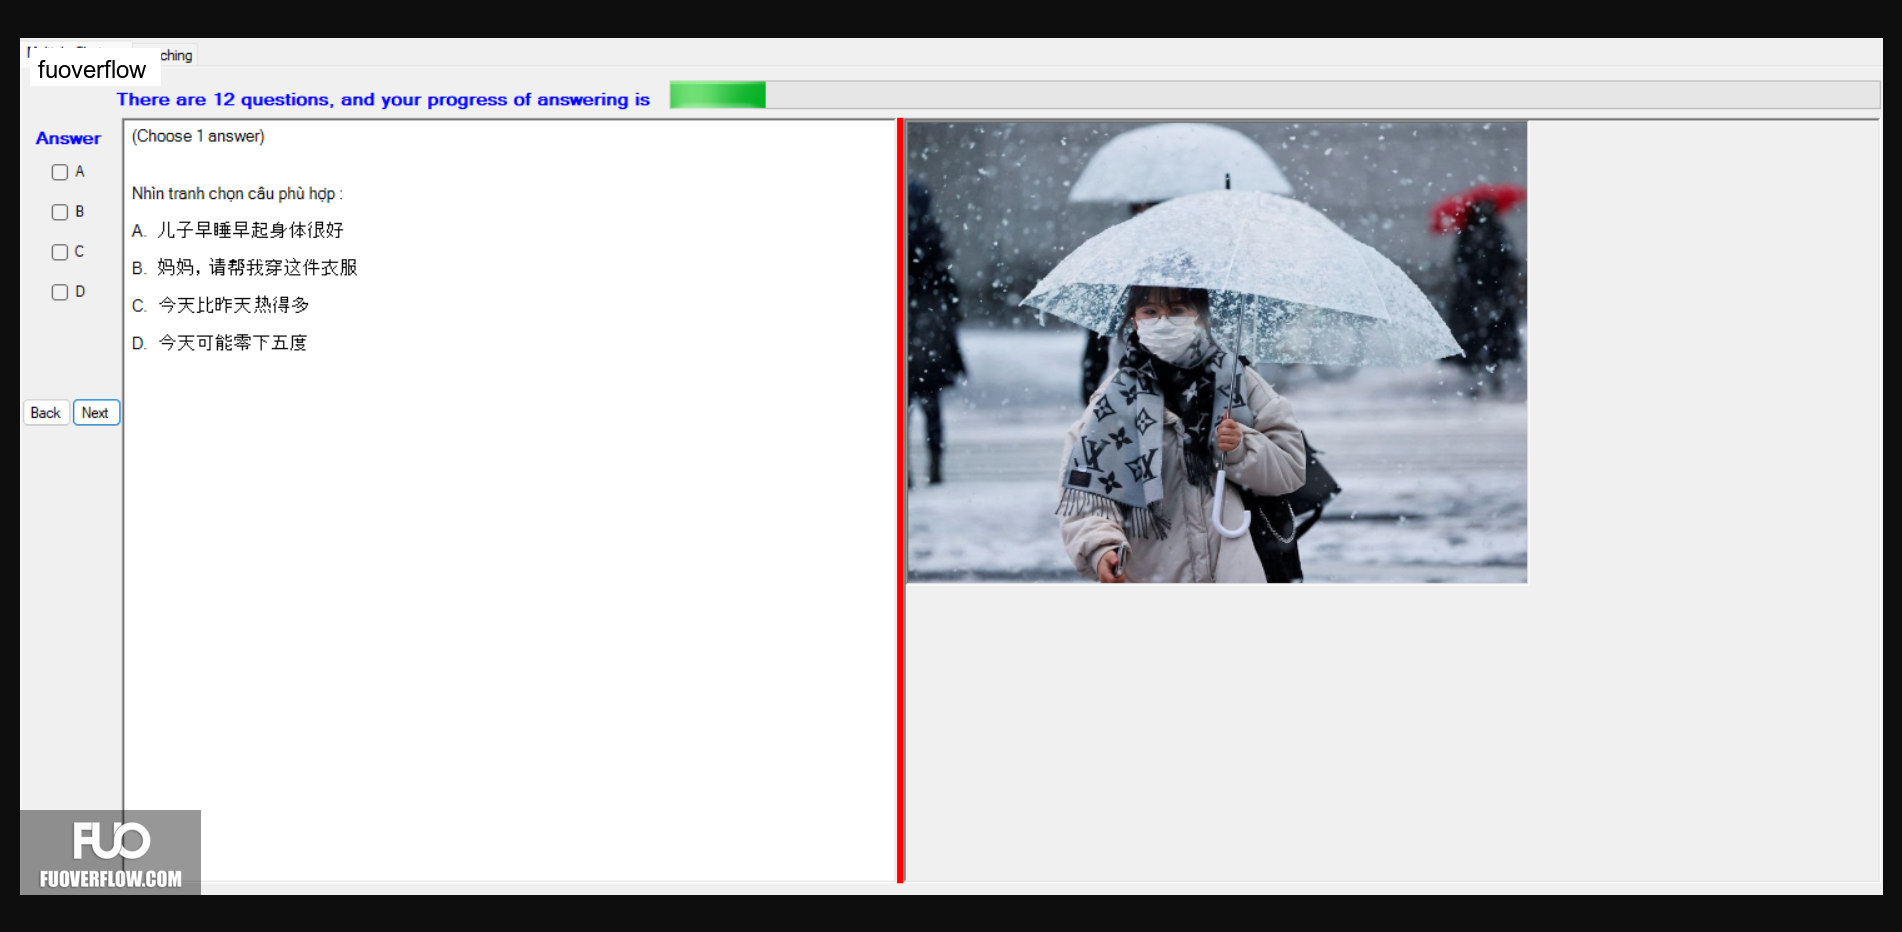 ching
fuoverflow
There are 12 questions, and your progress of answering is
Answer
A
B
C
D
Back Next
(Choose 1 answer)
Nhìn tranh chọn câu phù hợp :
A. 儿子早睡早起身体很好
B. 妈妈, 请帮我穿这件衣服
C. 今天比昨天热得多
D. 今天可能零下五度
FUO
FUOVERFLOW.COM